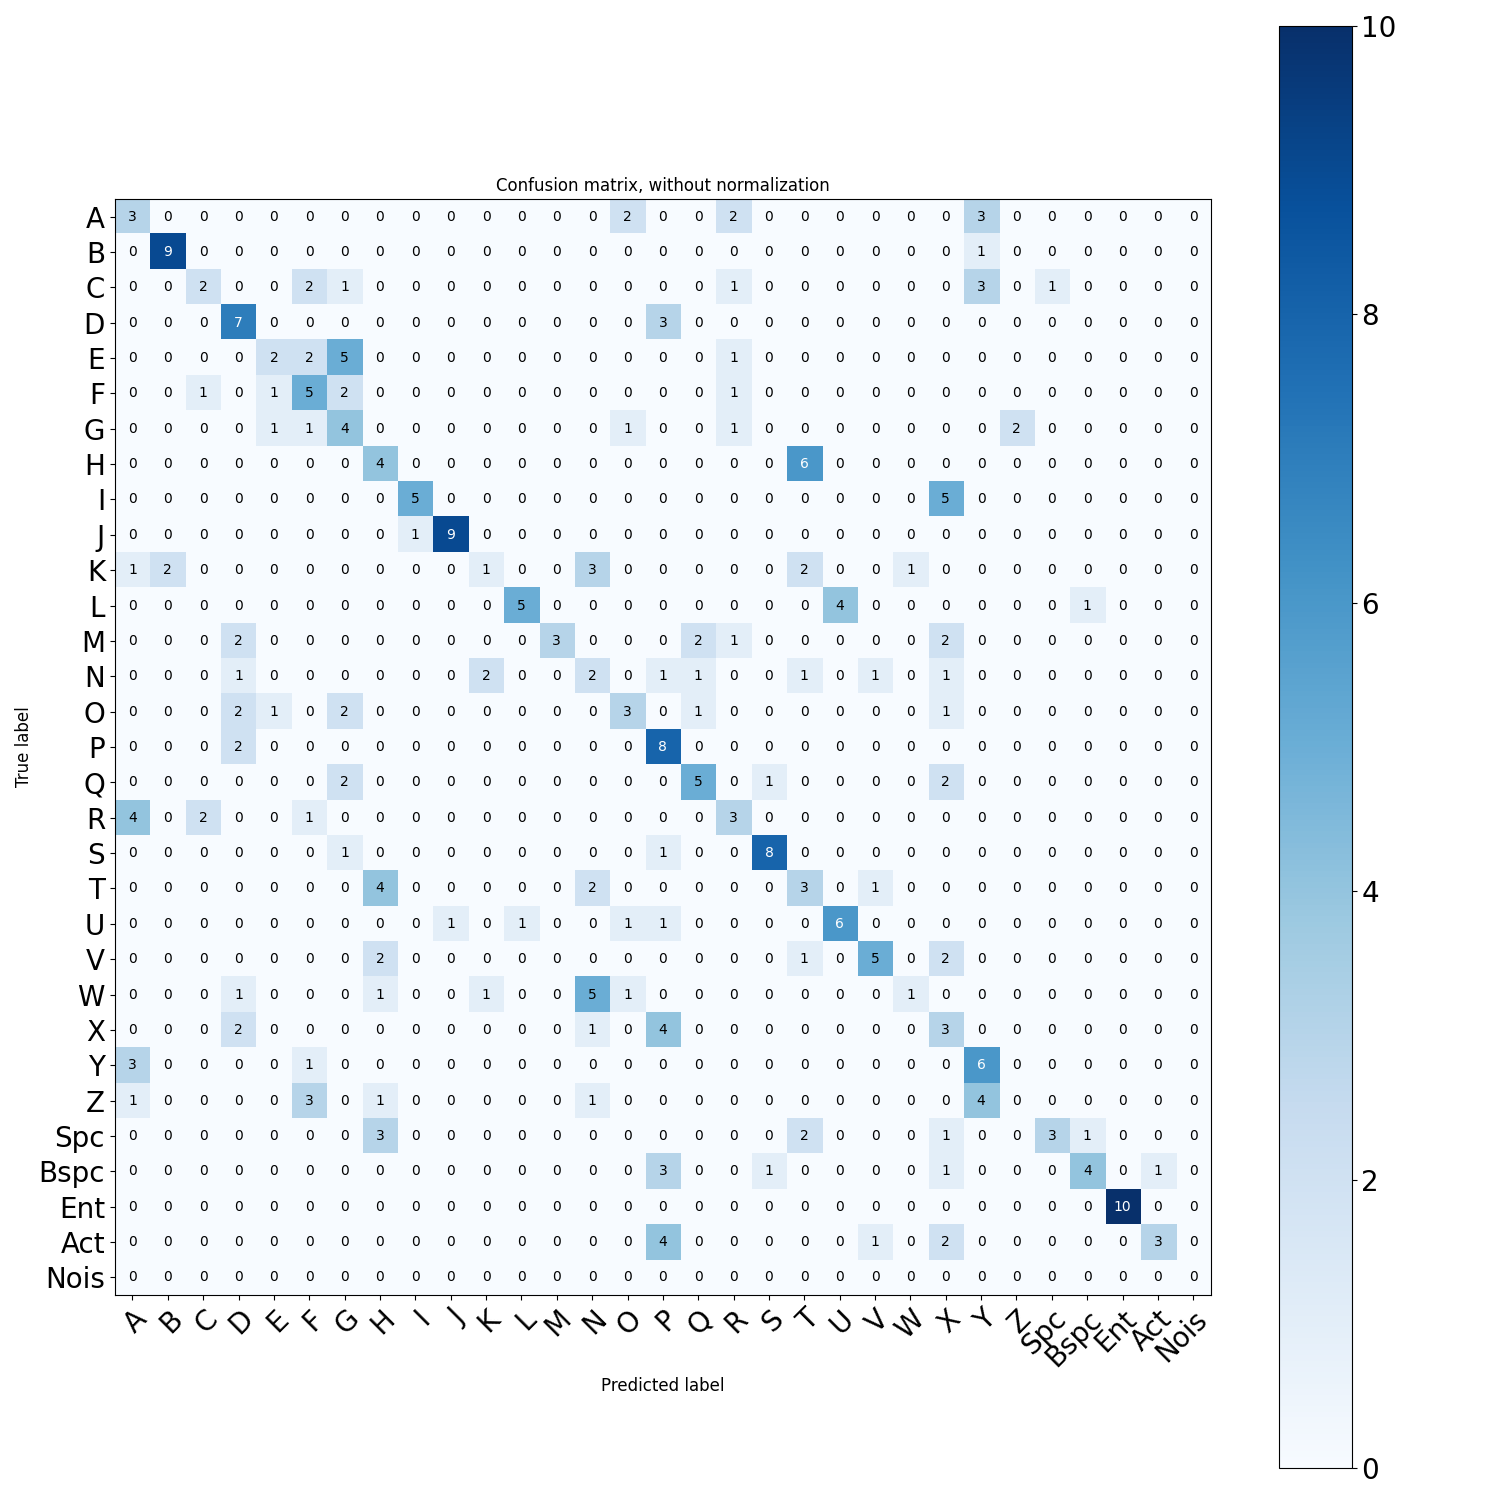 Confusion matrix, without normalization
A 3 0 0 0 0 0 0 0 0 0 0 0 0 0 2 0 0 2 0 0 0 0 0 0 3 0 0 0 0 0 0
B 0 9 0 0 0 0 0 0 0 0 0 0 0 0 0 0 0 0 0 0 0 0 0 0 1 0 0 0 0 0 0
C 0 0 2 0 0 2 1 0 0 0 0 0 0 0 0 0 0 1 0 0 0 0 0 0 3 0 1 0 0 0 0
D 0 0 0 7 0 0 0 0 0 0 0 0 0 0 0 3 0 0 0 0 0 0 0 0 0 0 0 0 0 0 0
E 0 0 0 0 2 2 5 0 0 0 0 0 0 0 0 0 0 1 0 0 0 0 0 0 0 0 0 0 0 0 0
F 0 0 1 0 1 5 2 0 0 0 0 0 0 0 0 0 0 1 0 0 0 0 0 0 0 0 0 0 0 0 0
G 0 0 0 0 1 1 4 0 0 0 0 0 0 0 1 0 0 1 0 0 0 0 0 0 0 2 0 0 0 0 0
H 0 0 0 0 0 0 0 4 0 0 0 0 0 0 0 0 0 0 0 6 0 0 0 0 0 0 0 0 0 0 0
I 0 0 0 0 0 0 0 0 5 0 0 0 0 0 0 0 0 0 0 0 0 0 0 5 0 0 0 0 0 0 0
J 0 0 0 0 0 0 0 0 1 9 0 0 0 0 0 0 0 0 0 0 0 0 0 0 0 0 0 0 0 0 0
K 1 2 0 0 0 0 0 0 0 0 1 0 0 3 0 0 0 0 0 2 0 0 1 0 0 0 0 0 0 0 0
L 0 0 0 0 0 0 0 0 0 0 0 5 0 0 0 0 0 0 0 0 4 0 0 0 0 0 0 1 0 0 0
M 0 0 0 2 0 0 0 0 0 0 0 0 3 0 0 0 2 1 0 0 0 0 0 2 0 0 0 0 0 0 0
N 0 0 0 1 0 0 0 0 0 0 2 0 0 2 0 1 1 0 0 1 0 1 0 1 0 0 0 0 0 0 0
O 0 0 0 2 1 0 2 0 0 0 0 0 0 0 3 0 1 0 0 0 0 0 0 1 0 0 0 0 0 0 0
P 0 0 0 2 0 0 0 0 0 0 0 0 0 0 0 8 0 0 0 0 0 0 0 0 0 0 0 0 0 0 0
Q 0 0 0 0 0 0 2 0 0 0 0 0 0 0 0 0 5 0 1 0 0 0 0 2 0 0 0 0 0 0 0
R 4 0 2 0 0 1 0 0 0 0 0 0 0 0 0 0 0 3 0 0 0 0 0 0 0 0 0 0 0 0 0
S 0 0 0 0 0 0 1 0 0 0 0 0 0 0 0 1 0 0 8 0 0 0 0 0 0 0 0 0 0 0 0
T 0 0 0 0 0 0 0 4 0 0 0 0 0 2 0 0 0 0 0 3 0 1 0 0 0 0 0 0 0 0 0
U 0 0 0 0 0 0 0 0 0 1 0 1 0 0 1 1 0 0 0 0 6 0 0 0 0 0 0 0 0 0 0
V 0 0 0 0 0 0 0 2 0 0 0 0 0 0 0 0 0 0 0 1 0 5 0 2 0 0 0 0 0 0 0
W 0 0 0 1 0 0 0 1 0 0 1 0 0 5 1 0 0 0 0 0 0 0 1 0 0 0 0 0 0 0 0
X 0 0 0 2 0 0 0 0 0 0 0 0 0 1 0 4 0 0 0 0 0 0 0 3 0 0 0 0 0 0 0
Y 3 0 0 0 0 1 0 0 0 0 0 0 0 0 0 0 0 0 0 0 0 0 0 0 6 0 0 0 0 0 0
Z 1 0 0 0 0 3 0 1 0 0 0 0 0 1 0 0 0 0 0 0 0 0 0 0 4 0 0 0 0 0 0
Spc 0 0 0 0 0 0 0 3 0 0 0 0 0 0 0 0 0 0 0 2 0 0 0 1 0 0 3 1 0 0 0
Bspc 0 0 0 0 0 0 0 0 0 0 0 0 0 0 0 3 0 0 1 0 0 0 0 1 0 0 0 4 0 1 0
Ent 0 0 0 0 0 0 0 0 0 0 0 0 0 0 0 0 0 0 0 0 0 0 0 0 0 0 0 0 10 0 0
Act 0 0 0 0 0 0 0 0 0 0 0 0 0 0 0 4 0 0 0 0 0 1 0 2 0 0 0 0 0 3 0
Nois 0 0 0 0 0 0 0 0 0 0 0 0 0 0 0 0 0 0 0 0 0 0 0 0 0 0 0 0 0 0 0
A B C D E F G H I J K L M N O P Q R S T U V W X Y Z Spc Bspc Ent Act Nois
Predicted label
True label
10
8
6
4
2
0